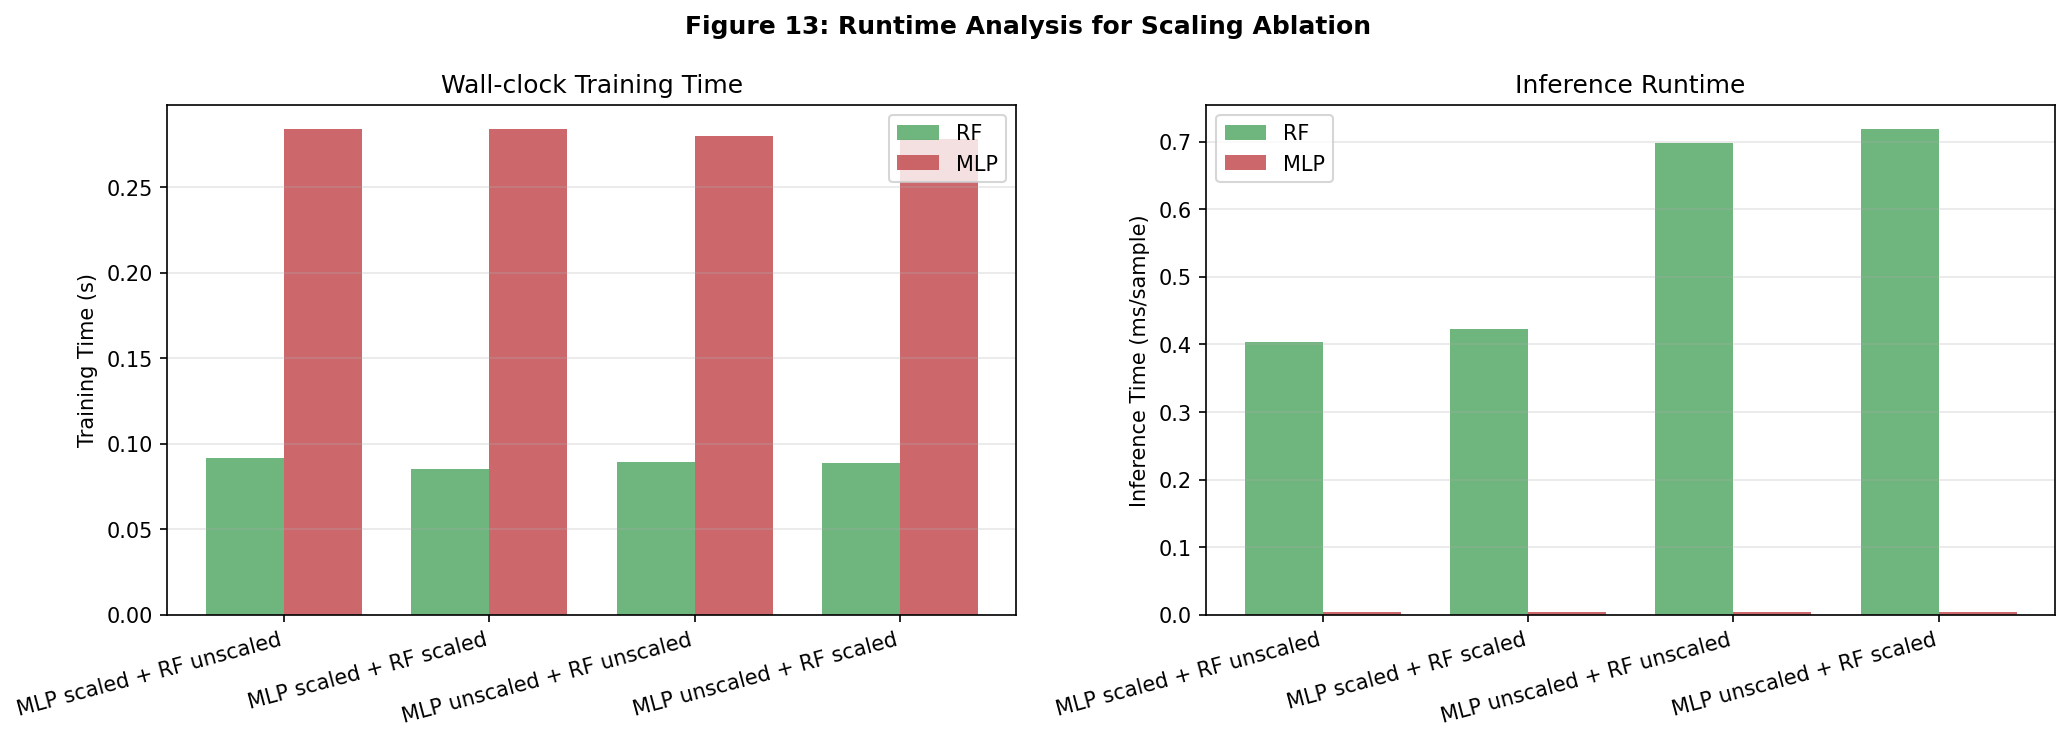 Figure 13: Runtime Analysis for Scaling Ablation
Wall-clock Training Time
Training Time (s)
0.25
0.20
0.15
0.10
0.05
0.00
RF
MLP
MLP scaled + RF unscaled
MLP scaled + RF scaled
MLP unscaled + RF unscaled
MLP unscaled + RF scaled
Inference Runtime
Inference Time (ms/sample)
0.7
0.6
0.5
0.4
0.3
0.2
0.1
0.0
RF
MLP
MLP scaled + RF unscaled
MLP scaled + RF scaled
MLP unscaled + RF unscaled
MLP unscaled + RF scaled